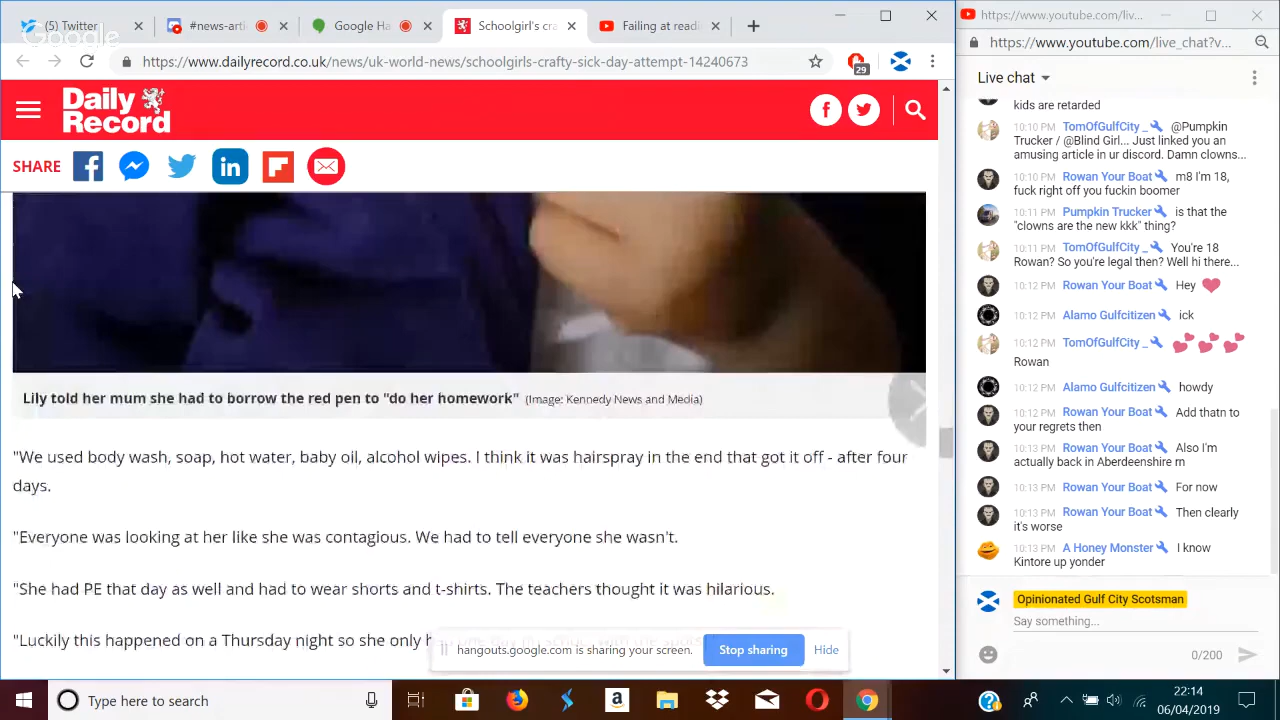 (5) Twitter
#news-arti
Google Ha
Schoolgirl's cra
Failing at read
Google
https://www.dailyrecord.co.uk/news/uk-world-news/schoolgirls-crafty-sick-day-attempt-14240673
29
Daily
Record
SHARE
Lily told her mum she had to borrow the red pen to "do her homework" (Image: Kennedy News and Media)
"We used body wash, soap, hot water, baby oil, alcohol wipes. I think it was hairspray in the end that got it off - after four
days.
"Everyone was looking at her like she was contagious. We had to tell everyone she wasn't.
"She had PE that day as well and had to wear shorts and t-shirts. The teachers thought it was hilarious.
"Luckily this happened on a Thursday night so she only
hangouts.google.com is sharing your screen. Stop sharing Hide
https://www.youtube.com/liv...
https://www.youtube.com/live_chat?v...
Live chat
kids are retarded
10:10 PM TomOfGulfCity _ @Pumpkin
Trucker / @Blind Girl... Just linked you an
amusing article in ur discord. Damn clowns...
10:11 PM Rowan Your Boat m8 I'm 18,
fuck right off you fuckin boomer
10:11 PM Pumpkin Trucker is that the
"clowns are the new kkk" thing?
10:11 PM TomOfGulfCity _ You're 18
Rowan? So you're legal then? Well hi there...
10:12 PM Rowan Your Boat Hey
10:12 PM Alamo Gulfcitizen ick
10:12 PM TomOfGulfCity _
Rowan
10:12 PM Alamo Gulfcitizen howdy
10:12 PM Rowan Your Boat Add thatn to
your regrets then
10:13 PM Rowan Your Boat Also I'm
actually back in Aberdeenshire m
10:13 PM Rowan Your Boat For now
10:13 PM Rowan Your Boat Then clearly
it's worse
10:13 PM A Honey Monster I know
Kintore up yonder
Opinionated Gulf City Scotsman
Say something...
0/200
Type here to search
22:14
06/04/2019